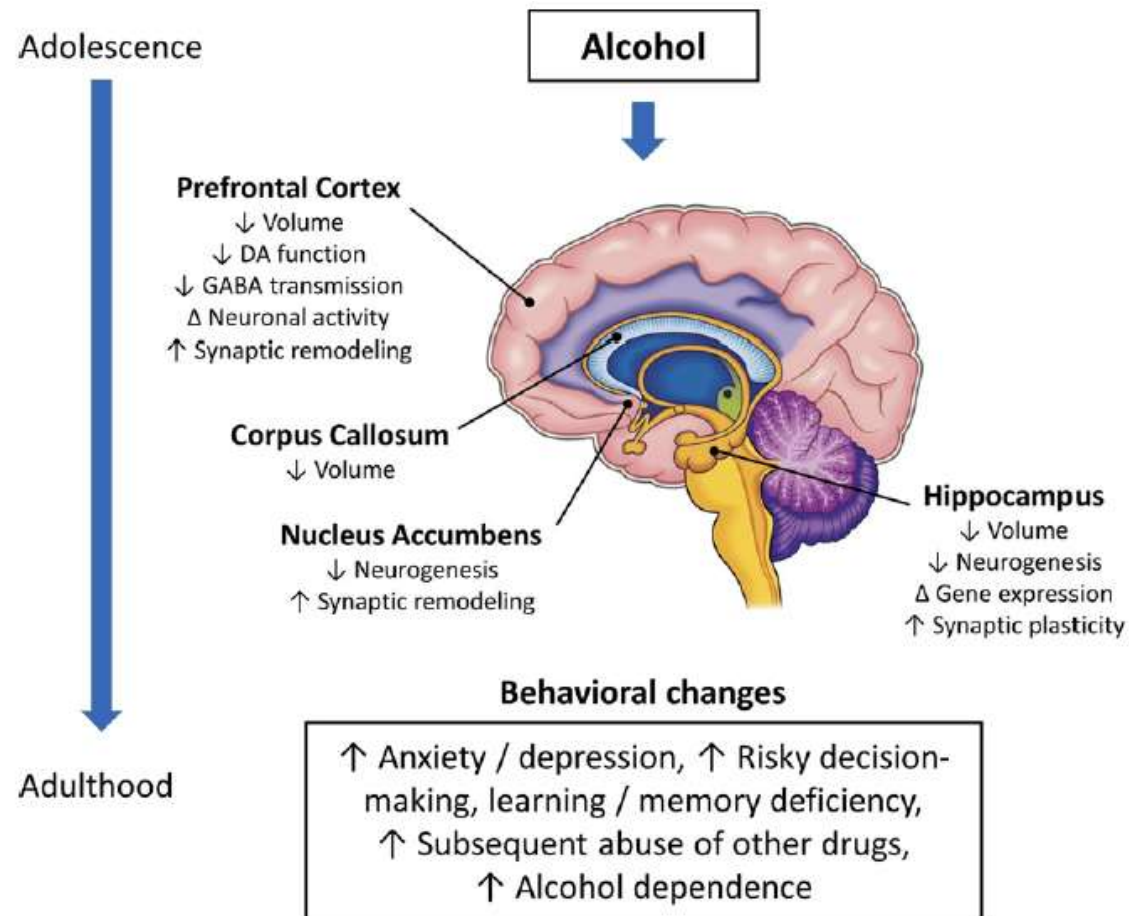 Adolescence
Alcohol
Prefrontal Cortex
↓ Volume
↓ DA function
↓ GABA transmission
Δ Neuronal activity
↑ Synaptic remodeling
Corpus Callosum
↓ Volume
Nucleus Accumbens
↓ Neurogenesis
↑ Synaptic remodeling
Hippocampus
↓ Volume
↓ Neurogenesis
Δ Gene expression
↑ Synaptic plasticity
Behavioral changes
Adulthood
↑ Anxiety / depression, ↑ Risky decision-
making, learning / memory deficiency,
↑ Subsequent abuse of other drugs,
↑ Alcohol dependence